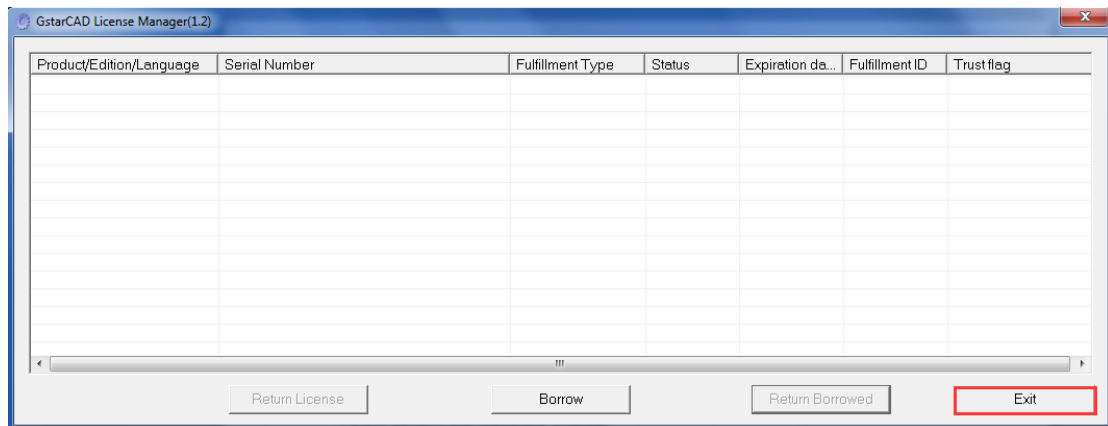 GstarCAD License Manager(1.2)
Product/Edition/Language Serial Number Fulfillment Type Status Expiration da... Fulfillment ID Trust flag
Return License Borrow Return Borrowed Exit